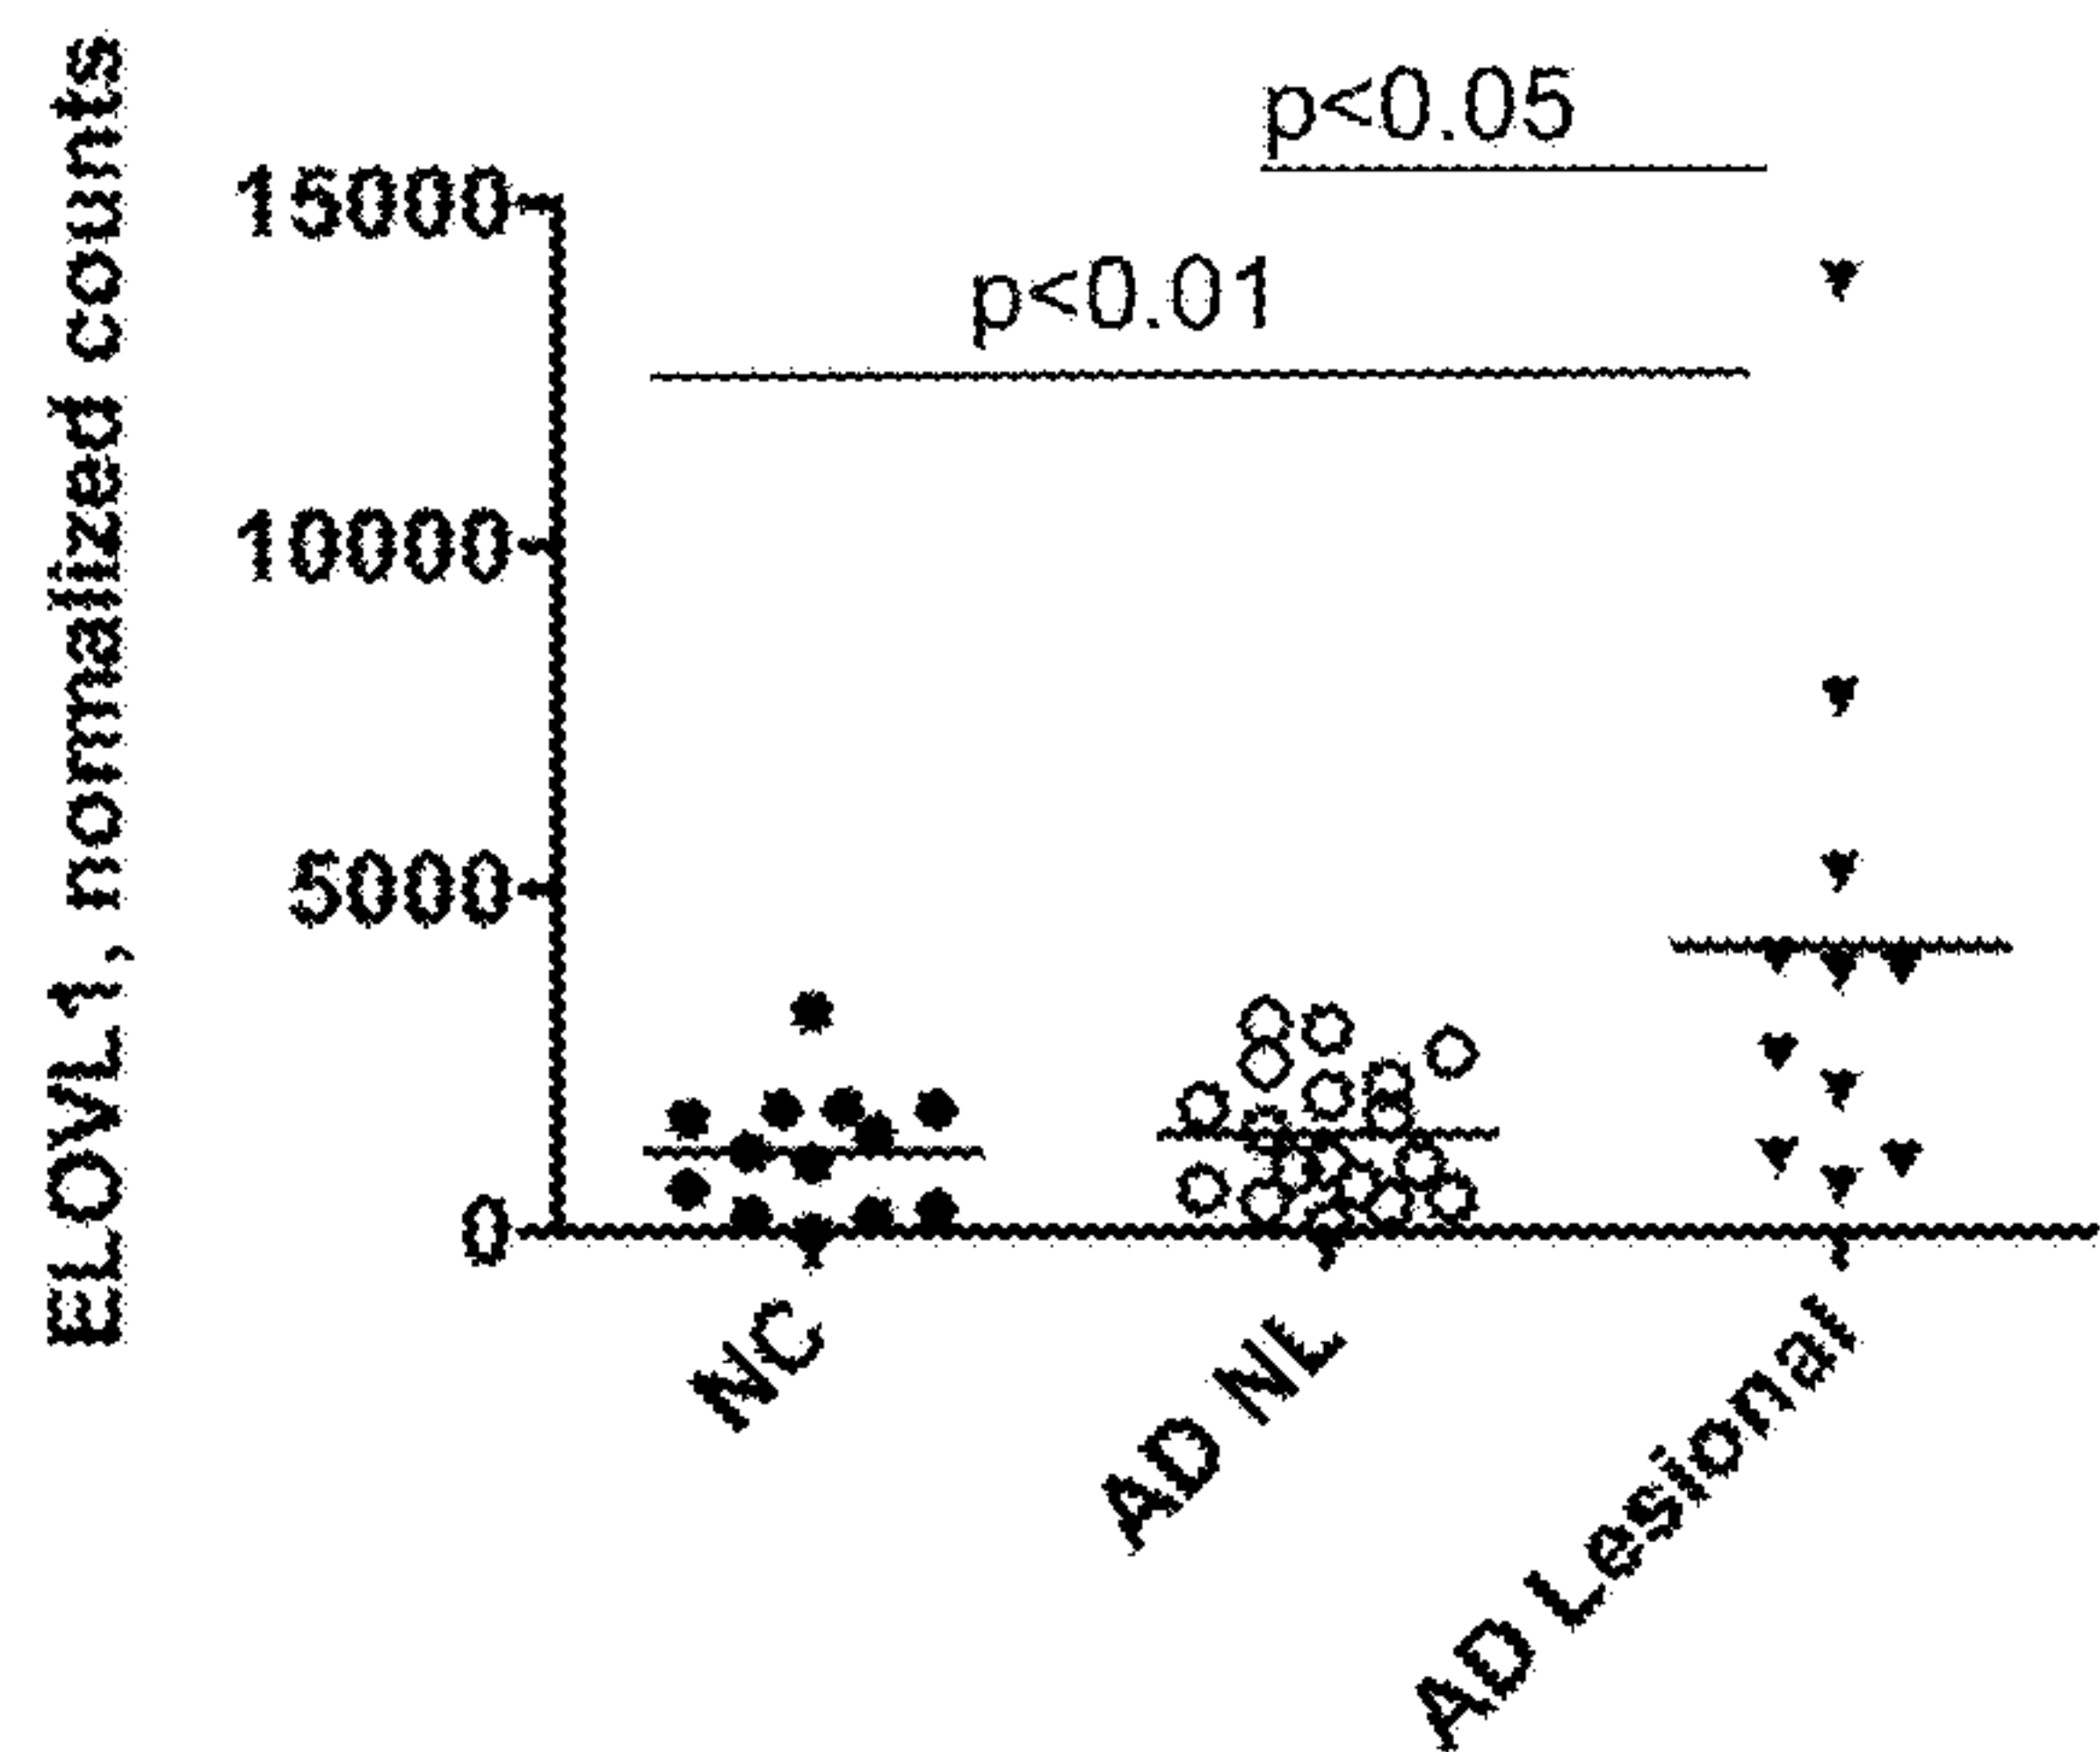 ELOVL1, normalized counts
p<0.05
15000
p<0.01
10000
5000
0
NC
AD NL
AD Lesional